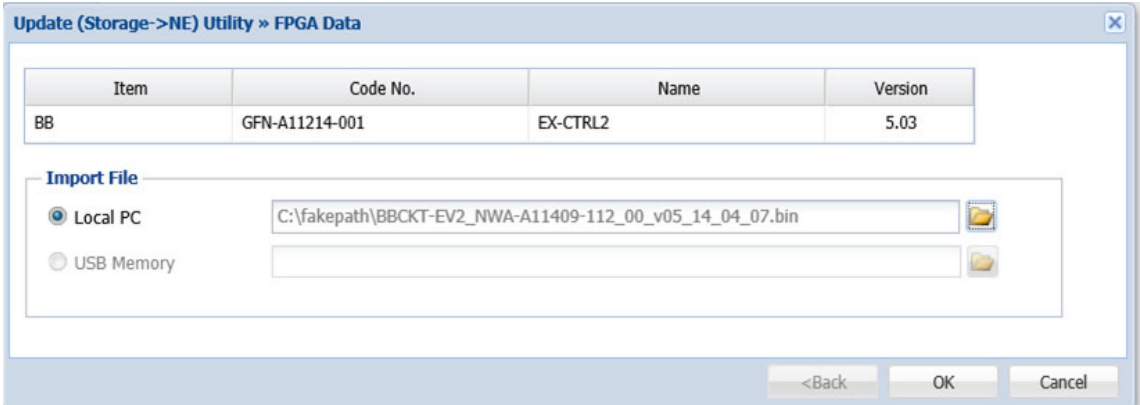 Update (Storage->NE) Utility » FPGA Data
Item Code No. Name Version
BB GFN-A11214-001 EX-CTRL2 5.03
Import File
Local PC C:\fakepath\BBCKT-EV2_NWA-A11409-112_00_v05_14_04_07.bin
USB Memory
<Back OK Cancel